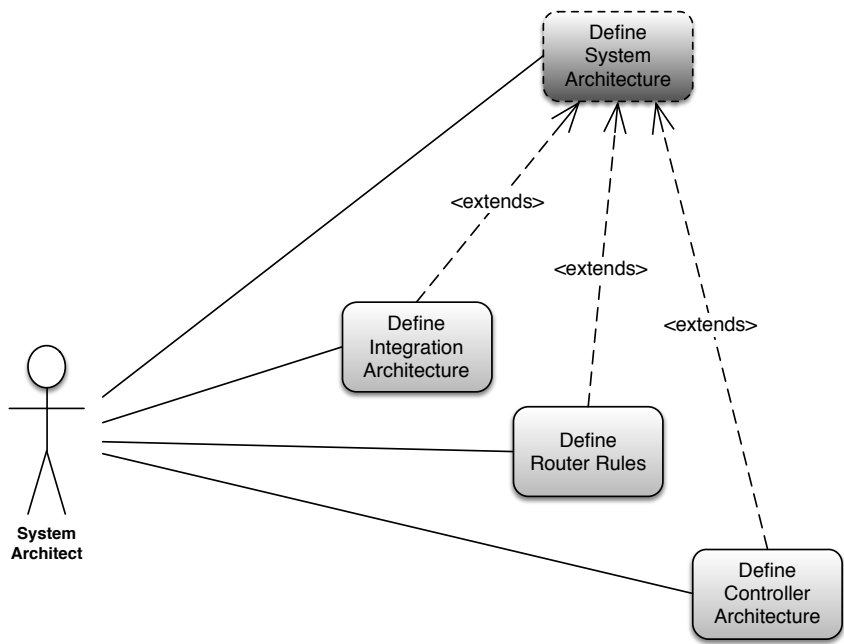 Define
System
Architecture
<extends>
<extends>
<extends>
Define
Integration
Architecture
Define
Router Rules
System
Architect
Define
Controller
Architecture